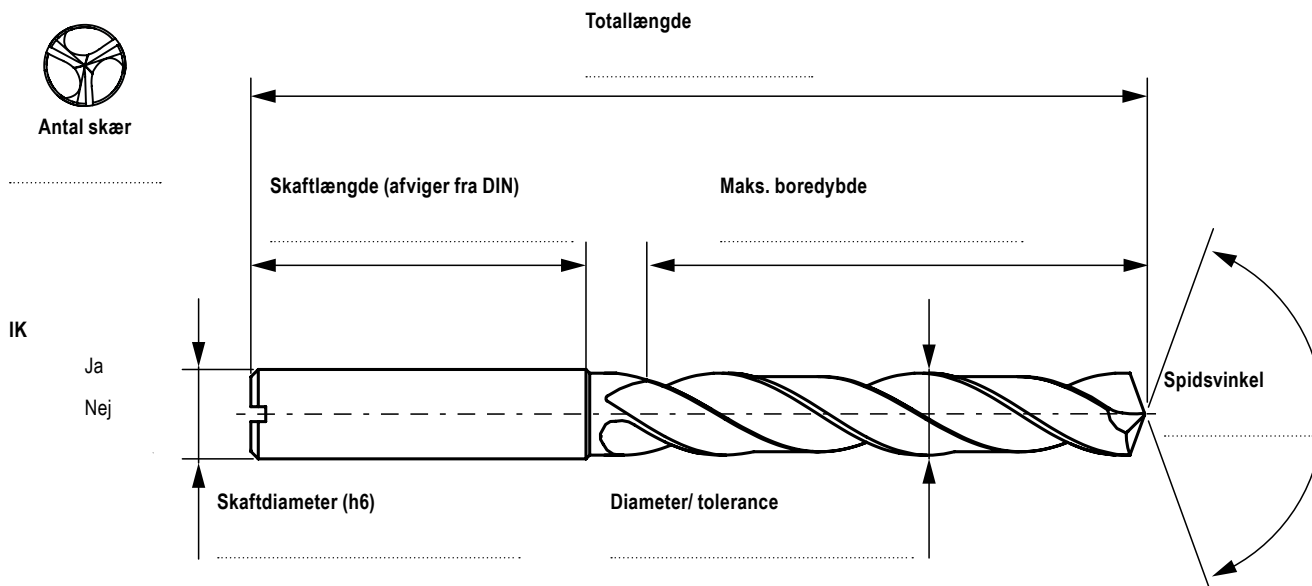 Totallængde
Antal skær
Skaftlængde (afviger fra DIN)
Maks. boredybde
IK
Ja
Nej
Spidsvinkel
Skaftdiameter (h6)
Diameter/ tolerance